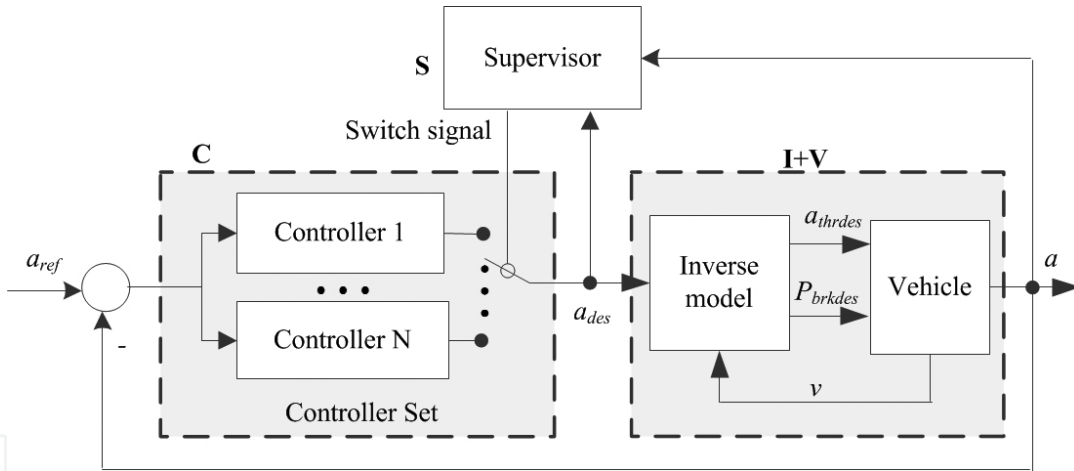 Supervisor
S
Switch signal
C
I+V
Controller 1
a_thrdes
a_ref
Inverse
model
Vehicle
a
P_brkdes
a_des
Controller N
-
v
Controller Set